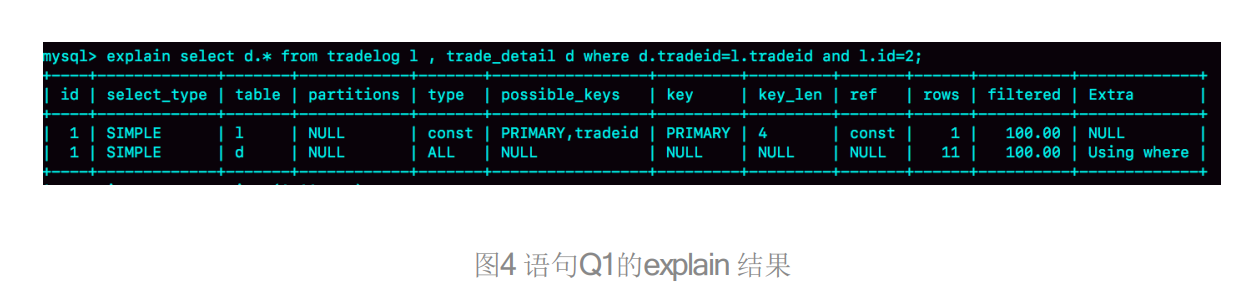 mysql> explain select d.* from tradelog l , trade_detail d where d.tradeid=l.tradeid and l.id=2;
+----+-------------+-------+------------+-------+-----------------+---------+---------+-------+------+----------+-------------+
| id | select_type | table | partitions | type | possible_keys | key | key_len | ref | rows | filtered | Extra |
+----+-------------+-------+------------+-------+-----------------+---------+---------+-------+------+----------+-------------+
| 1 | SIMPLE | l | NULL | const | PRIMARY,tradeid | PRIMARY | 4 | const | 1 | 100.00 | NULL |
| 1 | SIMPLE | d | NULL | ALL | NULL | NULL | NULL | NULL | 11 | 100.00 | Using where |
+----+-------------+-------+------------+-------+-----------------+---------+---------+-------+------+----------+-------------+
图4 语句Q1的explain 结果